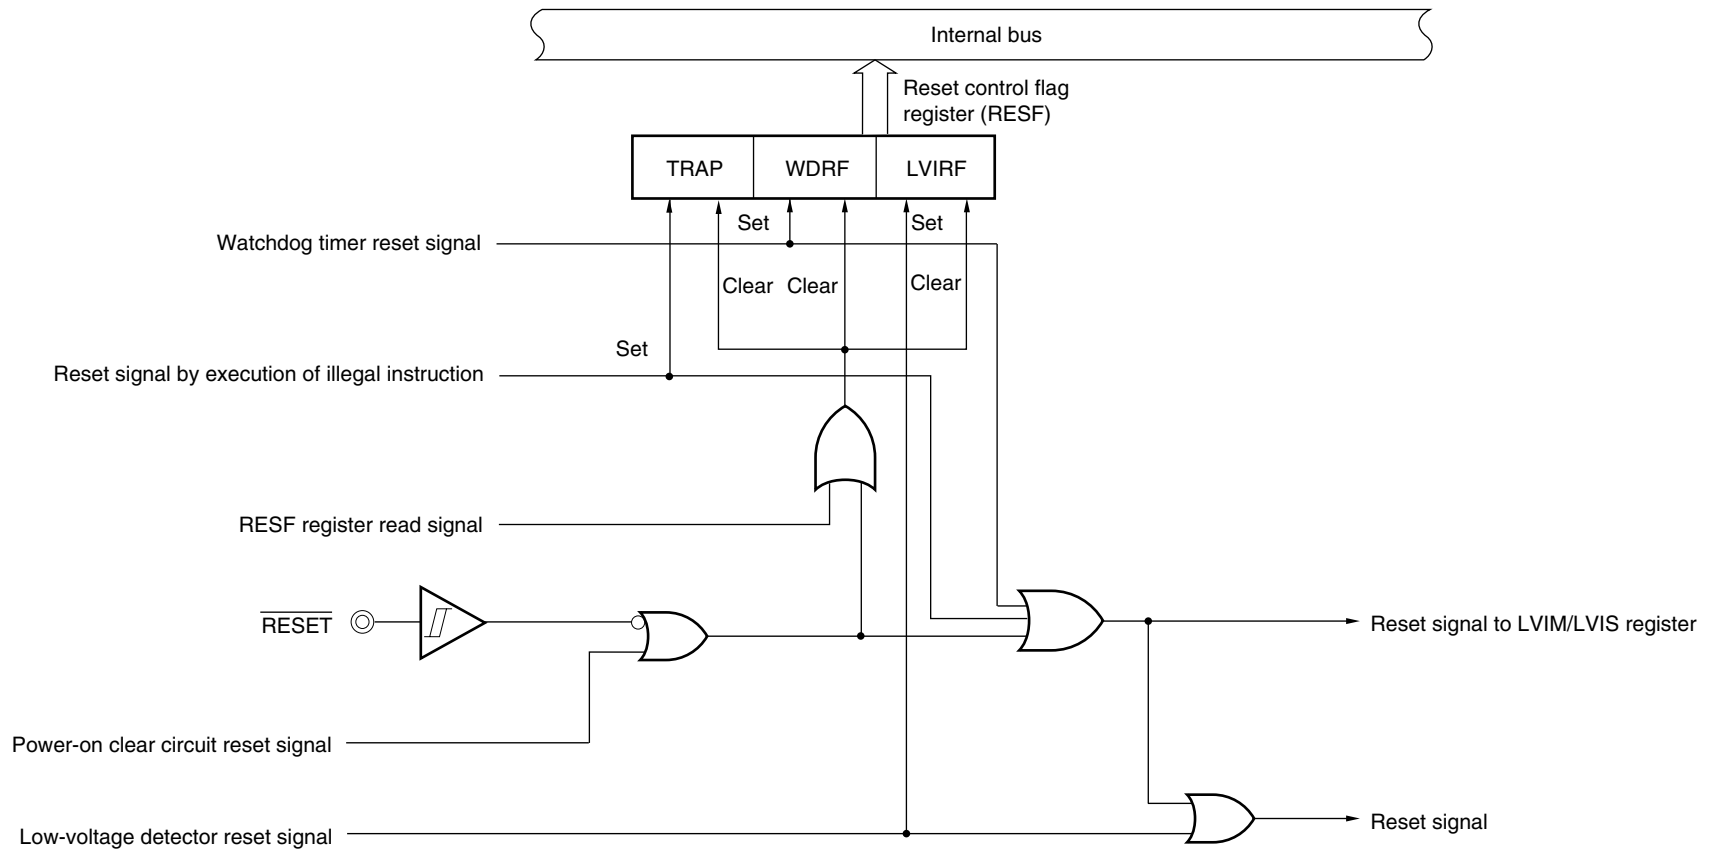 Internal bus
Reset control flag
register (RESF)
TRAP
WDRF
LVIRF
Set
Set
Watchdog timer reset signal
Clear
Clear
Clear
Set
Reset signal by execution of illegal instruction
RESF register read signal
RESET
Reset signal to LVIM/LVIS register
Power-on clear circuit reset signal
Reset signal
Low-voltage detector reset signal